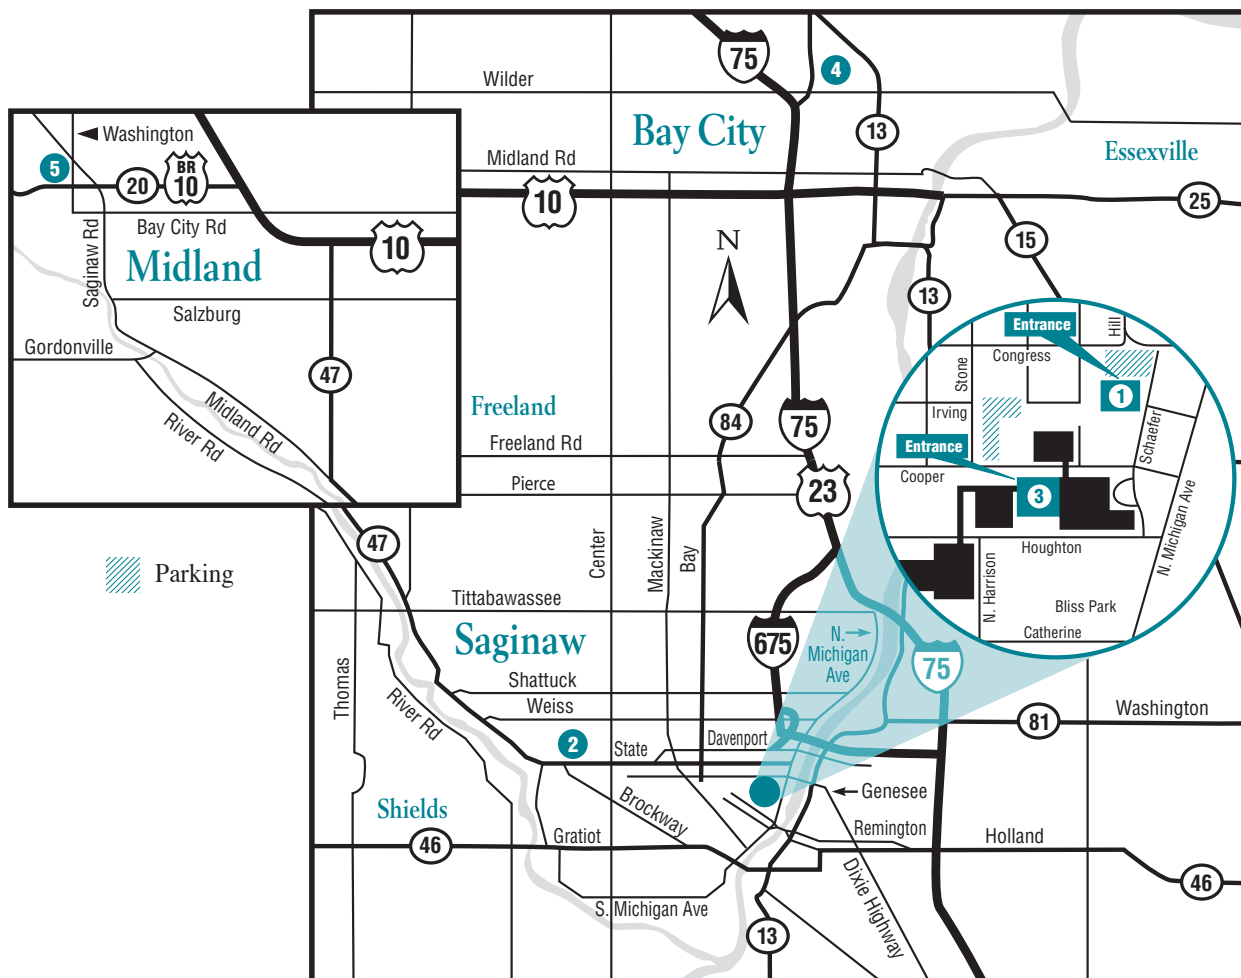 75
4
Wilder
13
Bay City
Essexville
Washington
5
BR
20
10
Midland Rd
10
25
Bay City Rd
Saginaw Rd
Midland
10
N
15
Salzburg
13
Gordonville
47
Entrance
Hill
Congress
Stone
1
Midland Rd
River Rd
Freeland
84
75
Irving
Schaefer
Freeland Rd
Entrance
Cooper
Pierce
23
3
N. Michigan Ave
47
Center
Mackinaw
Bay
Houghton
Parking
N. Harrison
Bliss Park
Catherine
Tittabawassee
Saginaw
675
N.
Michigan
Ave
75
Thomas
River Rd
Shattuck
Weiss
81
Washington
2
State
Davenport
Brockway
Genesee
Shields
46
Gratiot
Remington
Holland
Dixie Highway
46
S. Michigan Ave
13